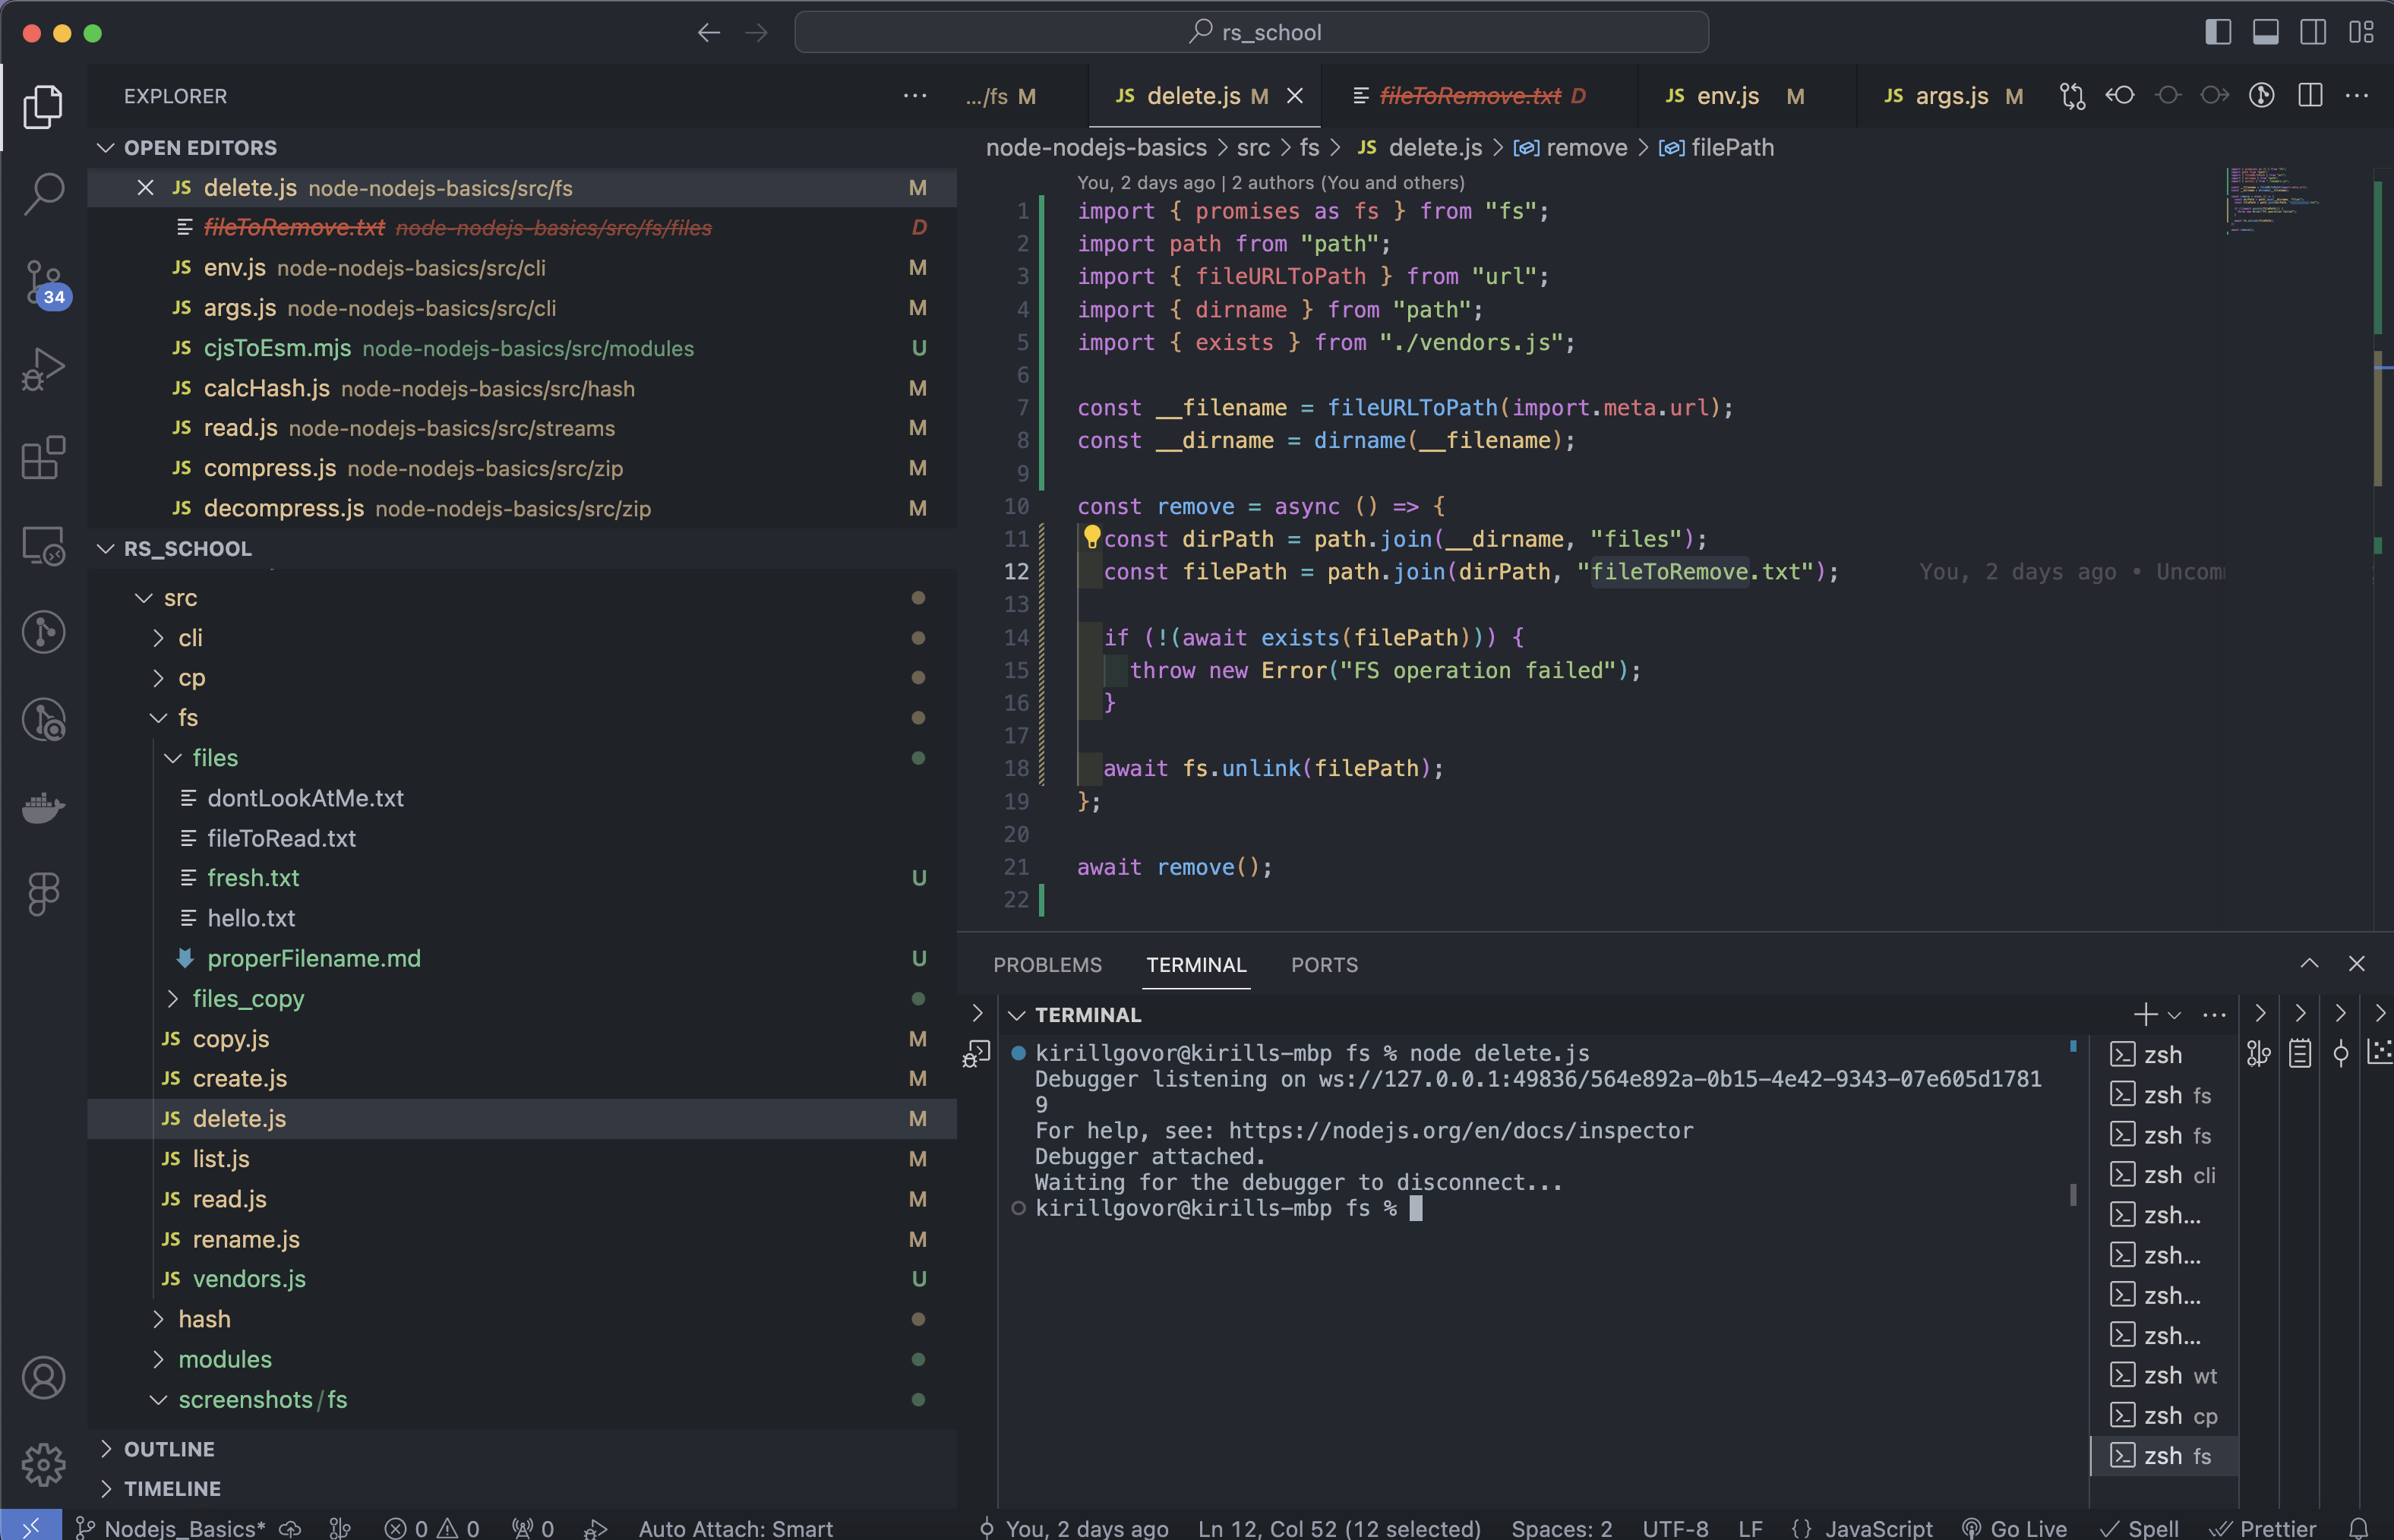 rs_school
EXPLORER
OPEN EDITORS
JS delete.js node-nodejs-basics/src/fs M
fileToRemove.txt node-nodejs-basics/src/fs/files D
JS env.js node-nodejs-basics/src/cli M
JS args.js node-nodejs-basics/src/cli M
JS cjsToEsm.mjs node-nodejs-basics/src/modules U
JS calcHash.js node-nodejs-basics/src/hash M
JS read.js node-nodejs-basics/src/streams M
JS compress.js node-nodejs-basics/src/zip M
JS decompress.js node-nodejs-basics/src/zip M
34
RS_SCHOOL
src
cli
cp
fs
files
dontLookAtMe.txt
fileToRead.txt
fresh.txt U
hello.txt
properFilename.md U
files_copy
JS copy.js M
JS create.js M
JS delete.js M
JS list.js M
JS read.js M
JS rename.js M
JS vendors.js U
hash
modules
screenshots/fs
OUTLINE
TIMELINE
.../fs M
JS delete.js M
fileToRemove.txt D
JS env.js M
JS args.js M
node-nodejs-basics > src > fs > JS delete.js > remove > filePath
You, 2 days ago | 2 authors (You and others)
1 import { promises as fs } from "fs";
2 import path from "path";
3 import { fileURLToPath } from "url";
4 import { dirname } from "path";
5 import { exists } from "./vendors.js";
6
7 const __filename = fileURLToPath(import.meta.url);
8 const __dirname = dirname(__filename);
9
10 const remove = async () => {
11 const dirPath = path.join(__dirname, "files");
12 const filePath = path.join(dirPath, "fileToRemove.txt"); You, 2 days ago • Uncom
13
14 if (!(await exists(filePath))) {
15 throw new Error("FS operation failed");
16 }
17
18 await fs.unlink(filePath);
19 };
20
21 await remove();
22
PROBLEMS TERMINAL PORTS
TERMINAL
kirillgovor@kirills-mbp fs % node delete.js
Debugger listening on ws://127.0.0.1:49836/564e892a-0b15-4e42-9343-07e605d1781
9
For help, see: https://nodejs.org/en/docs/inspector
Debugger attached.
Waiting for the debugger to disconnect...
kirillgovor@kirills-mbp fs %
zsh
zsh fs
zsh fs
zsh cli
zsh...
zsh...
zsh...
zsh...
zsh wt
zsh cp
zsh fs
Nodejs_Basics* 0 0 0 Auto Attach: Smart You, 2 days ago Ln 12, Col 52 (12 selected) Spaces: 2 UTF-8 LF {} JavaScript Go Live Spell Prettier